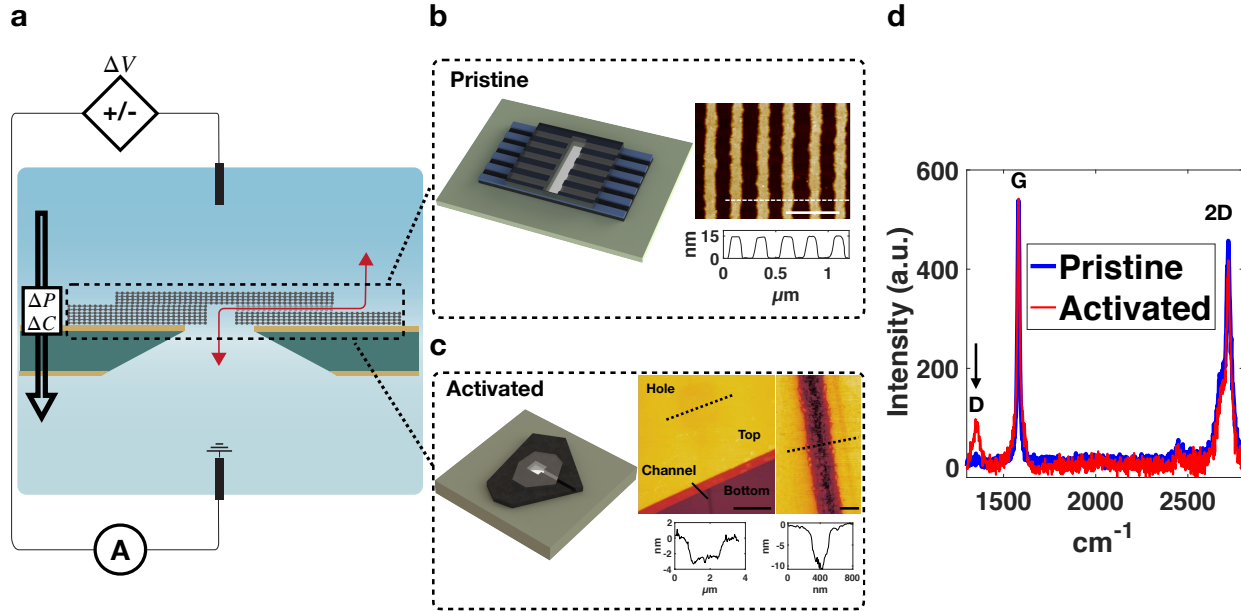 a
ΔV
+/-
ΔP
ΔC
A
b
Pristine
nm
15
0
0
0.5
1
µm
c
Activated
Hole
Top
Channel
Bottom
nm
2
0
-2
-4
0
2
4
µm
nm
0
-5
-10
0
400
800
nm
d
Intensity (a.u.)
600
400
200
0
G
2D
Pristine
Activated
D
1500
2000
2500
cm⁻¹